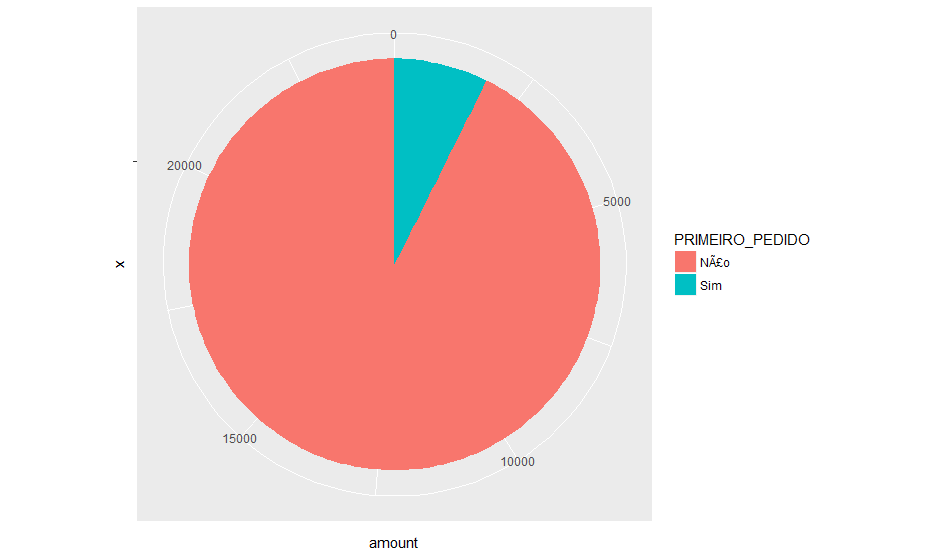 0
20000
5000
x
PRIMEIRO_PEDIDO
NÃ£o
Sim
15000
10000
amount